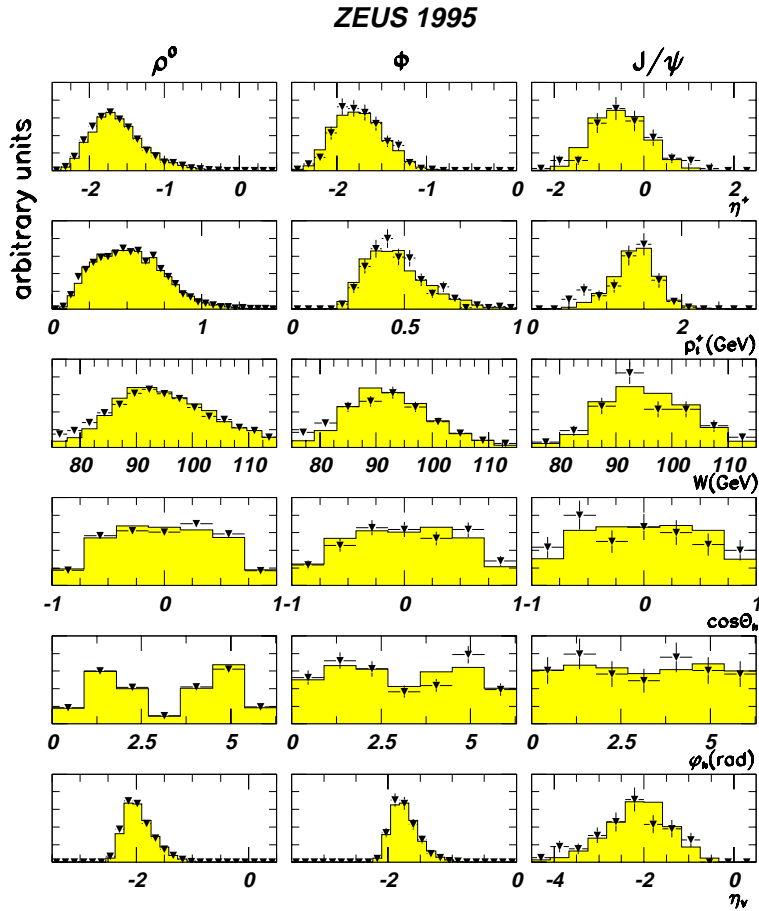 ZEUS 1995
ρ⁰ Φ J/ψ
arbitrary units
-2 -1 0 -2 -1 0 -2 0 2
η⁺
0 1 0 0.5 1 0 2
pₜ⁺(GeV)
80 90 100 110 80 90 100 110 80 90 100 110
W(GeV)
-1 0 1 -1 0 1 -1 0 1
cosΘₕ
0 2.5 5 0 2.5 5 0 2.5 5
φₕ(rad)
-2 0 -2 0 -4 -2 0
ηᵥ